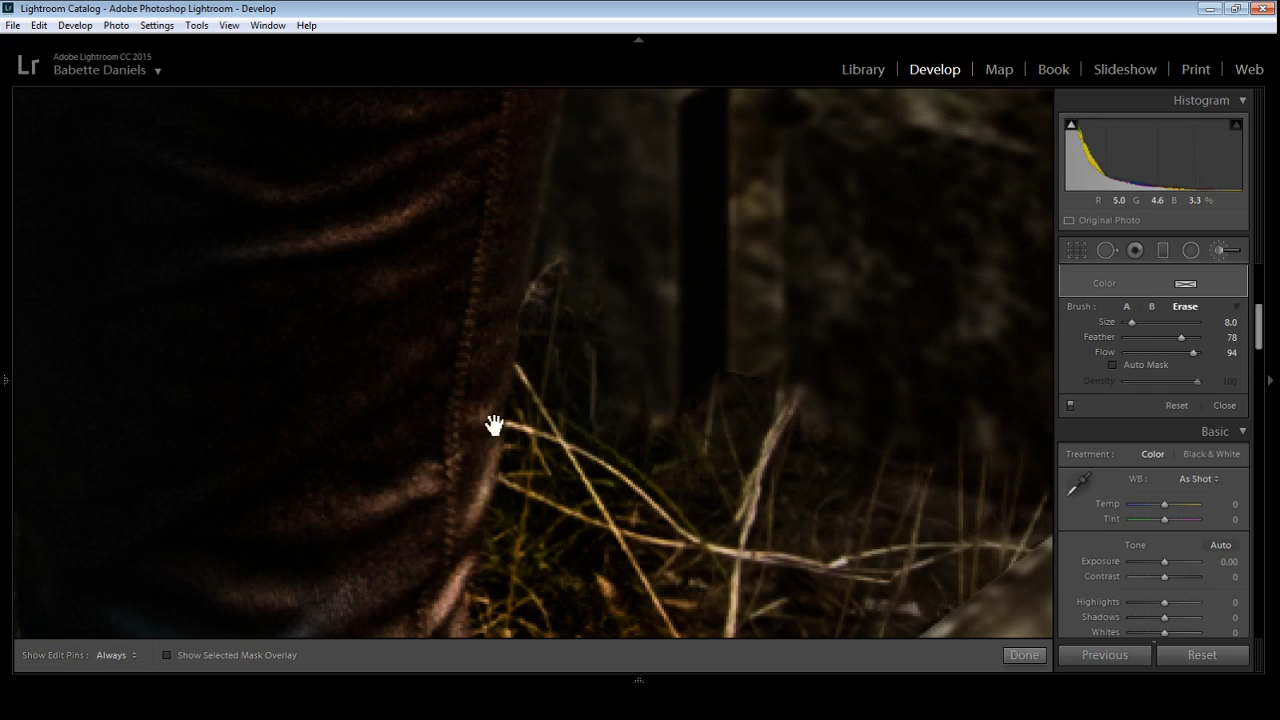 Lightroom Catalog - Adobe Photoshop Lightroom - Develop
File Edit Develop Photo Settings Tools View Window Help
Lr
Adobe Lightroom CC 2015
Babette Daniels
Library Develop Map Book Slideshow Print Web
Histogram
R 5.0 G 4.6 B 3.3 %
Original Photo
Color
Brush : A B Erase
Size 8.0
Feather 78
Flow 94
Auto Mask
Density 100
Reset Close
Basic
Treatment : Color Black & White
WB : As Shot
Temp 0
Tint 0
Tone Auto
Exposure 0.00
Contrast 0
Highlights 0
Shadows 0
Whites 0
Show Edit Pins : Always Show Selected Mask Overlay Done
Previous Reset